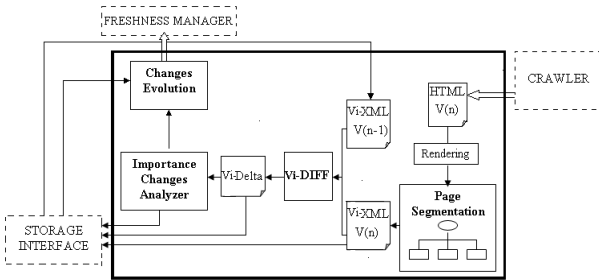 FRESHNESS MANAGER
Changes
Evolution
HTML
V(n)
CRAWLER
Vi-XML
V(n-1)
Rendering
Importance
Changes
Analyzer
Vi-Delta
Vi-DIFF
Page
Segmentation
Vi-XML
V(n)
STORAGE
INTERFACE